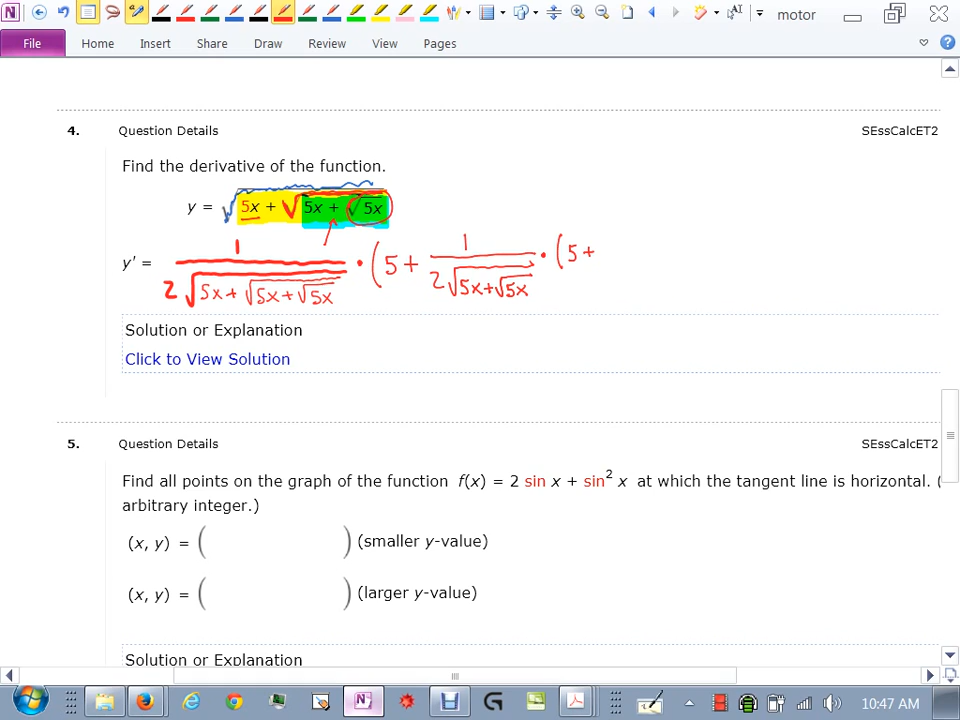 motor
File Home Insert Share Draw Review View Pages
4. Question Details SEssCalcET2
Find the derivative of the function.
y = √(5x + √(5x + √(5x)))
y′ = 1/(2√(5x+√(5x+√(5x)))) • (5 + 1/(2√(5x+√(5x))) • (5 +
Solution or Explanation
Click to View Solution
5. Question Details SEssCalcET2
Find all points on the graph of the function f(x) = 2 sin x + sin² x at which the tangent line is horizontal. (
arbitrary integer.)
(x, y) = ( ) (smaller y-value)
(x, y) = ( ) (larger y-value)
Solution or Explanation
10:47 AM